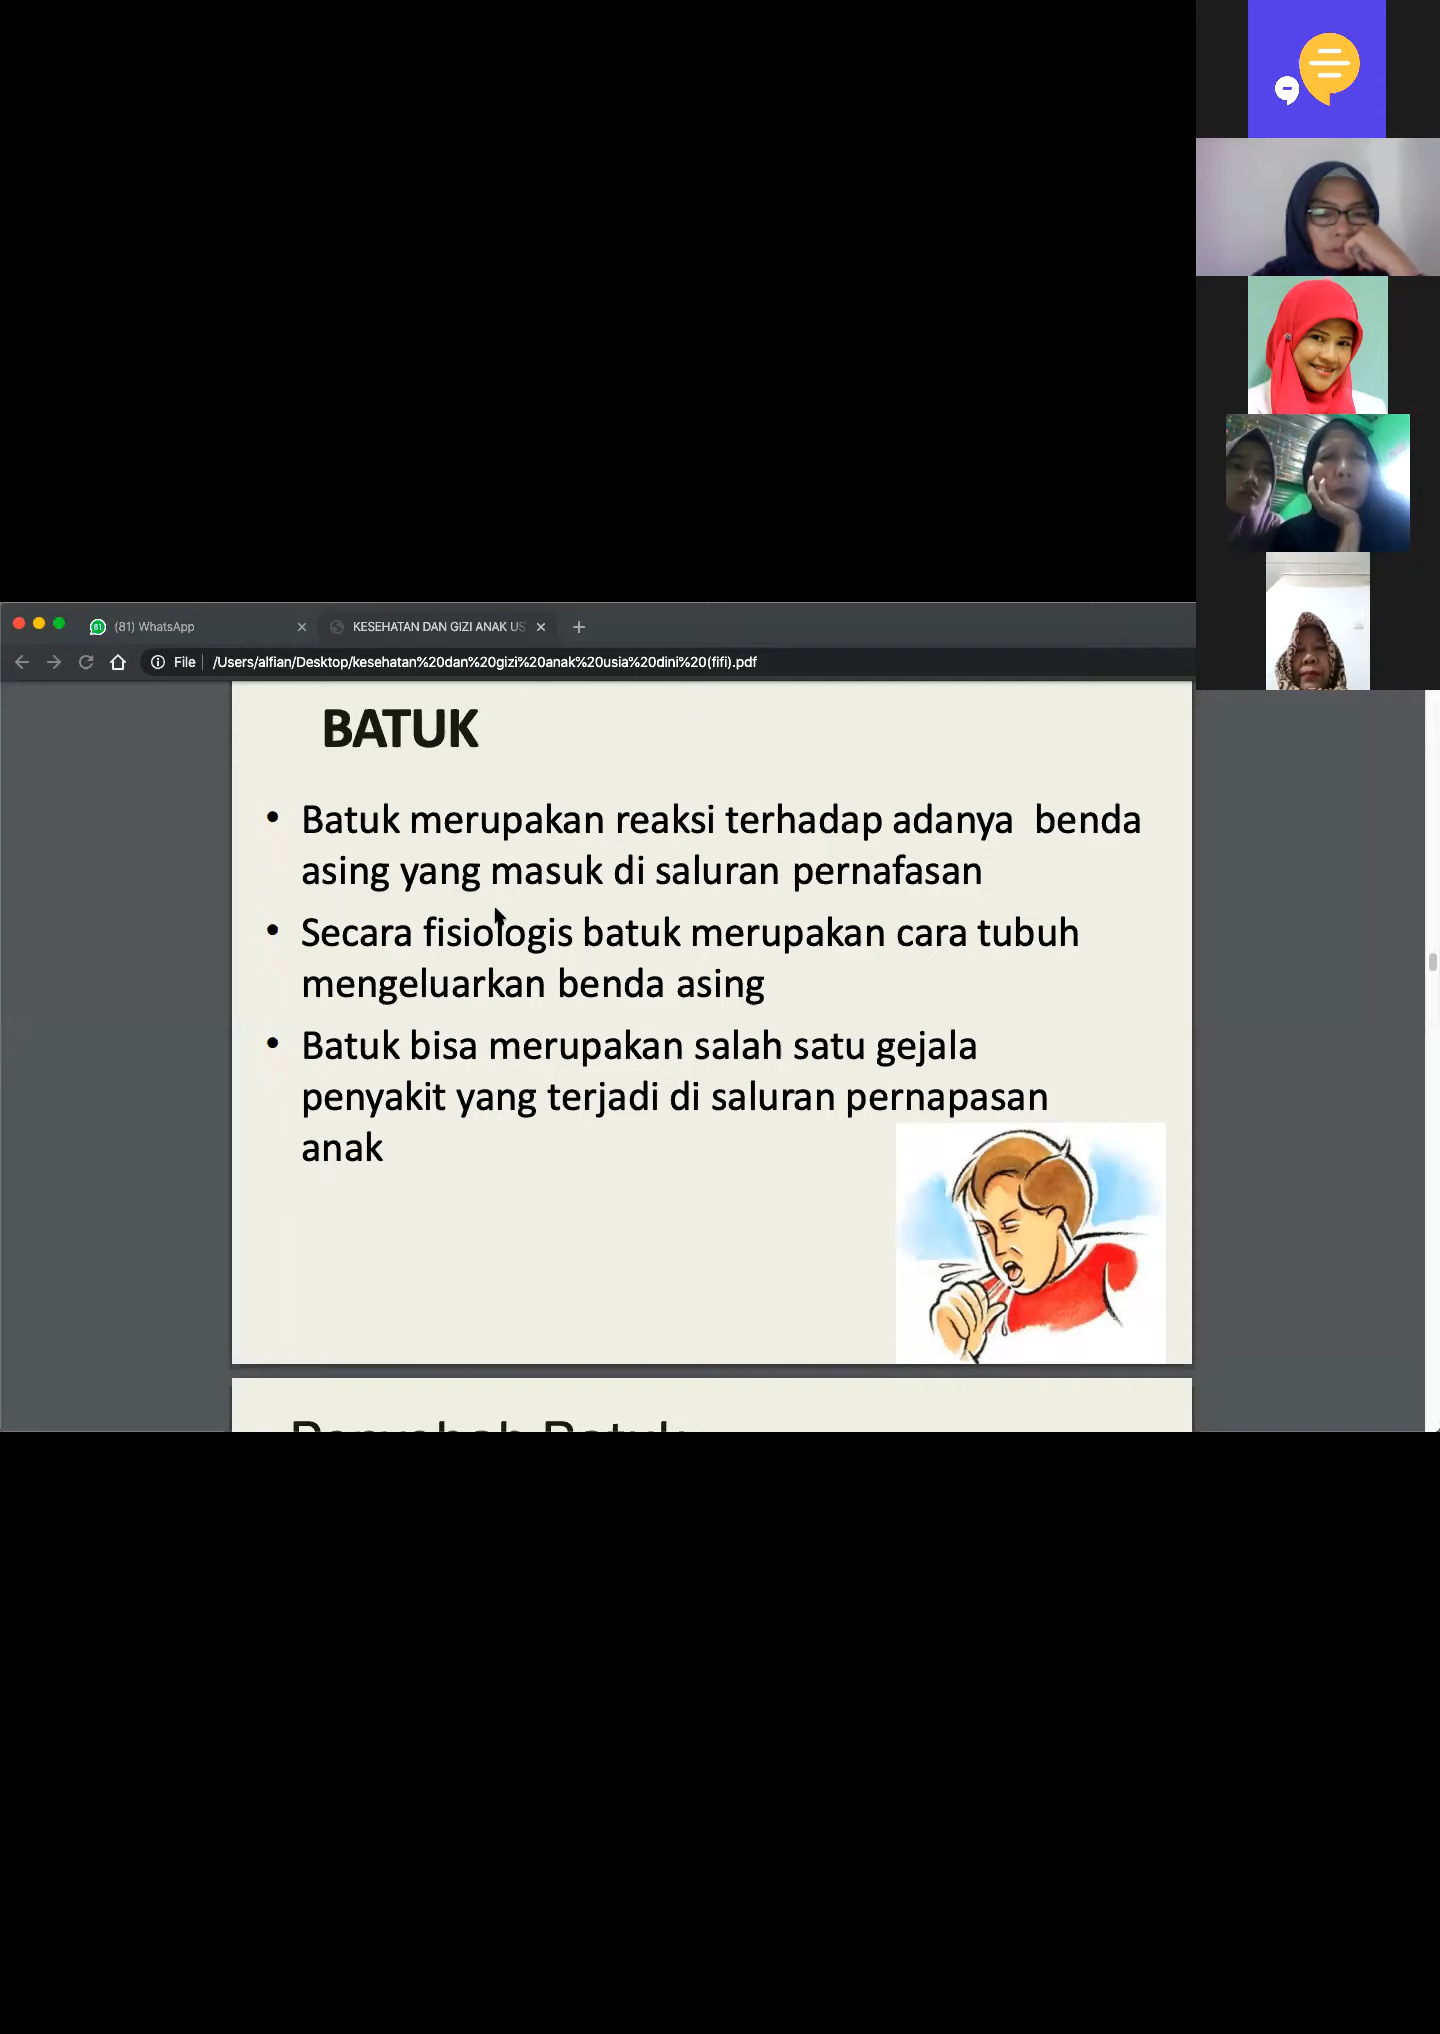 (81) WhatsApp
KESEHATAN DAN GIZI ANAK US
File
/Users/alfian/Desktop/kesehatan%20dan%20gizi%20anak%20usia%20dini%20(fifi).pdf
BATUK
• Batuk merupakan reaksi terhadap adanya benda
asing yang masuk di saluran pernafasan
• Secara fisiologis batuk merupakan cara tubuh
mengeluarkan benda asing
• Batuk bisa merupakan salah satu gejala
penyakit yang terjadi di saluran pernapasan
anak
Penyebab Batuk